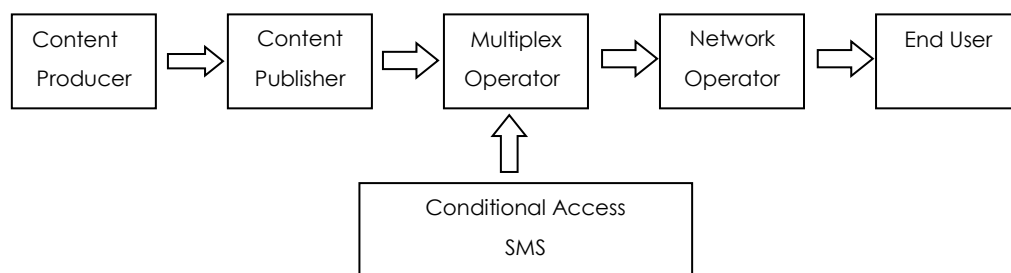 Content
Producer
Content
Publisher
Multiplex
Operator
Network
Operator
End User
Conditional Access
SMS